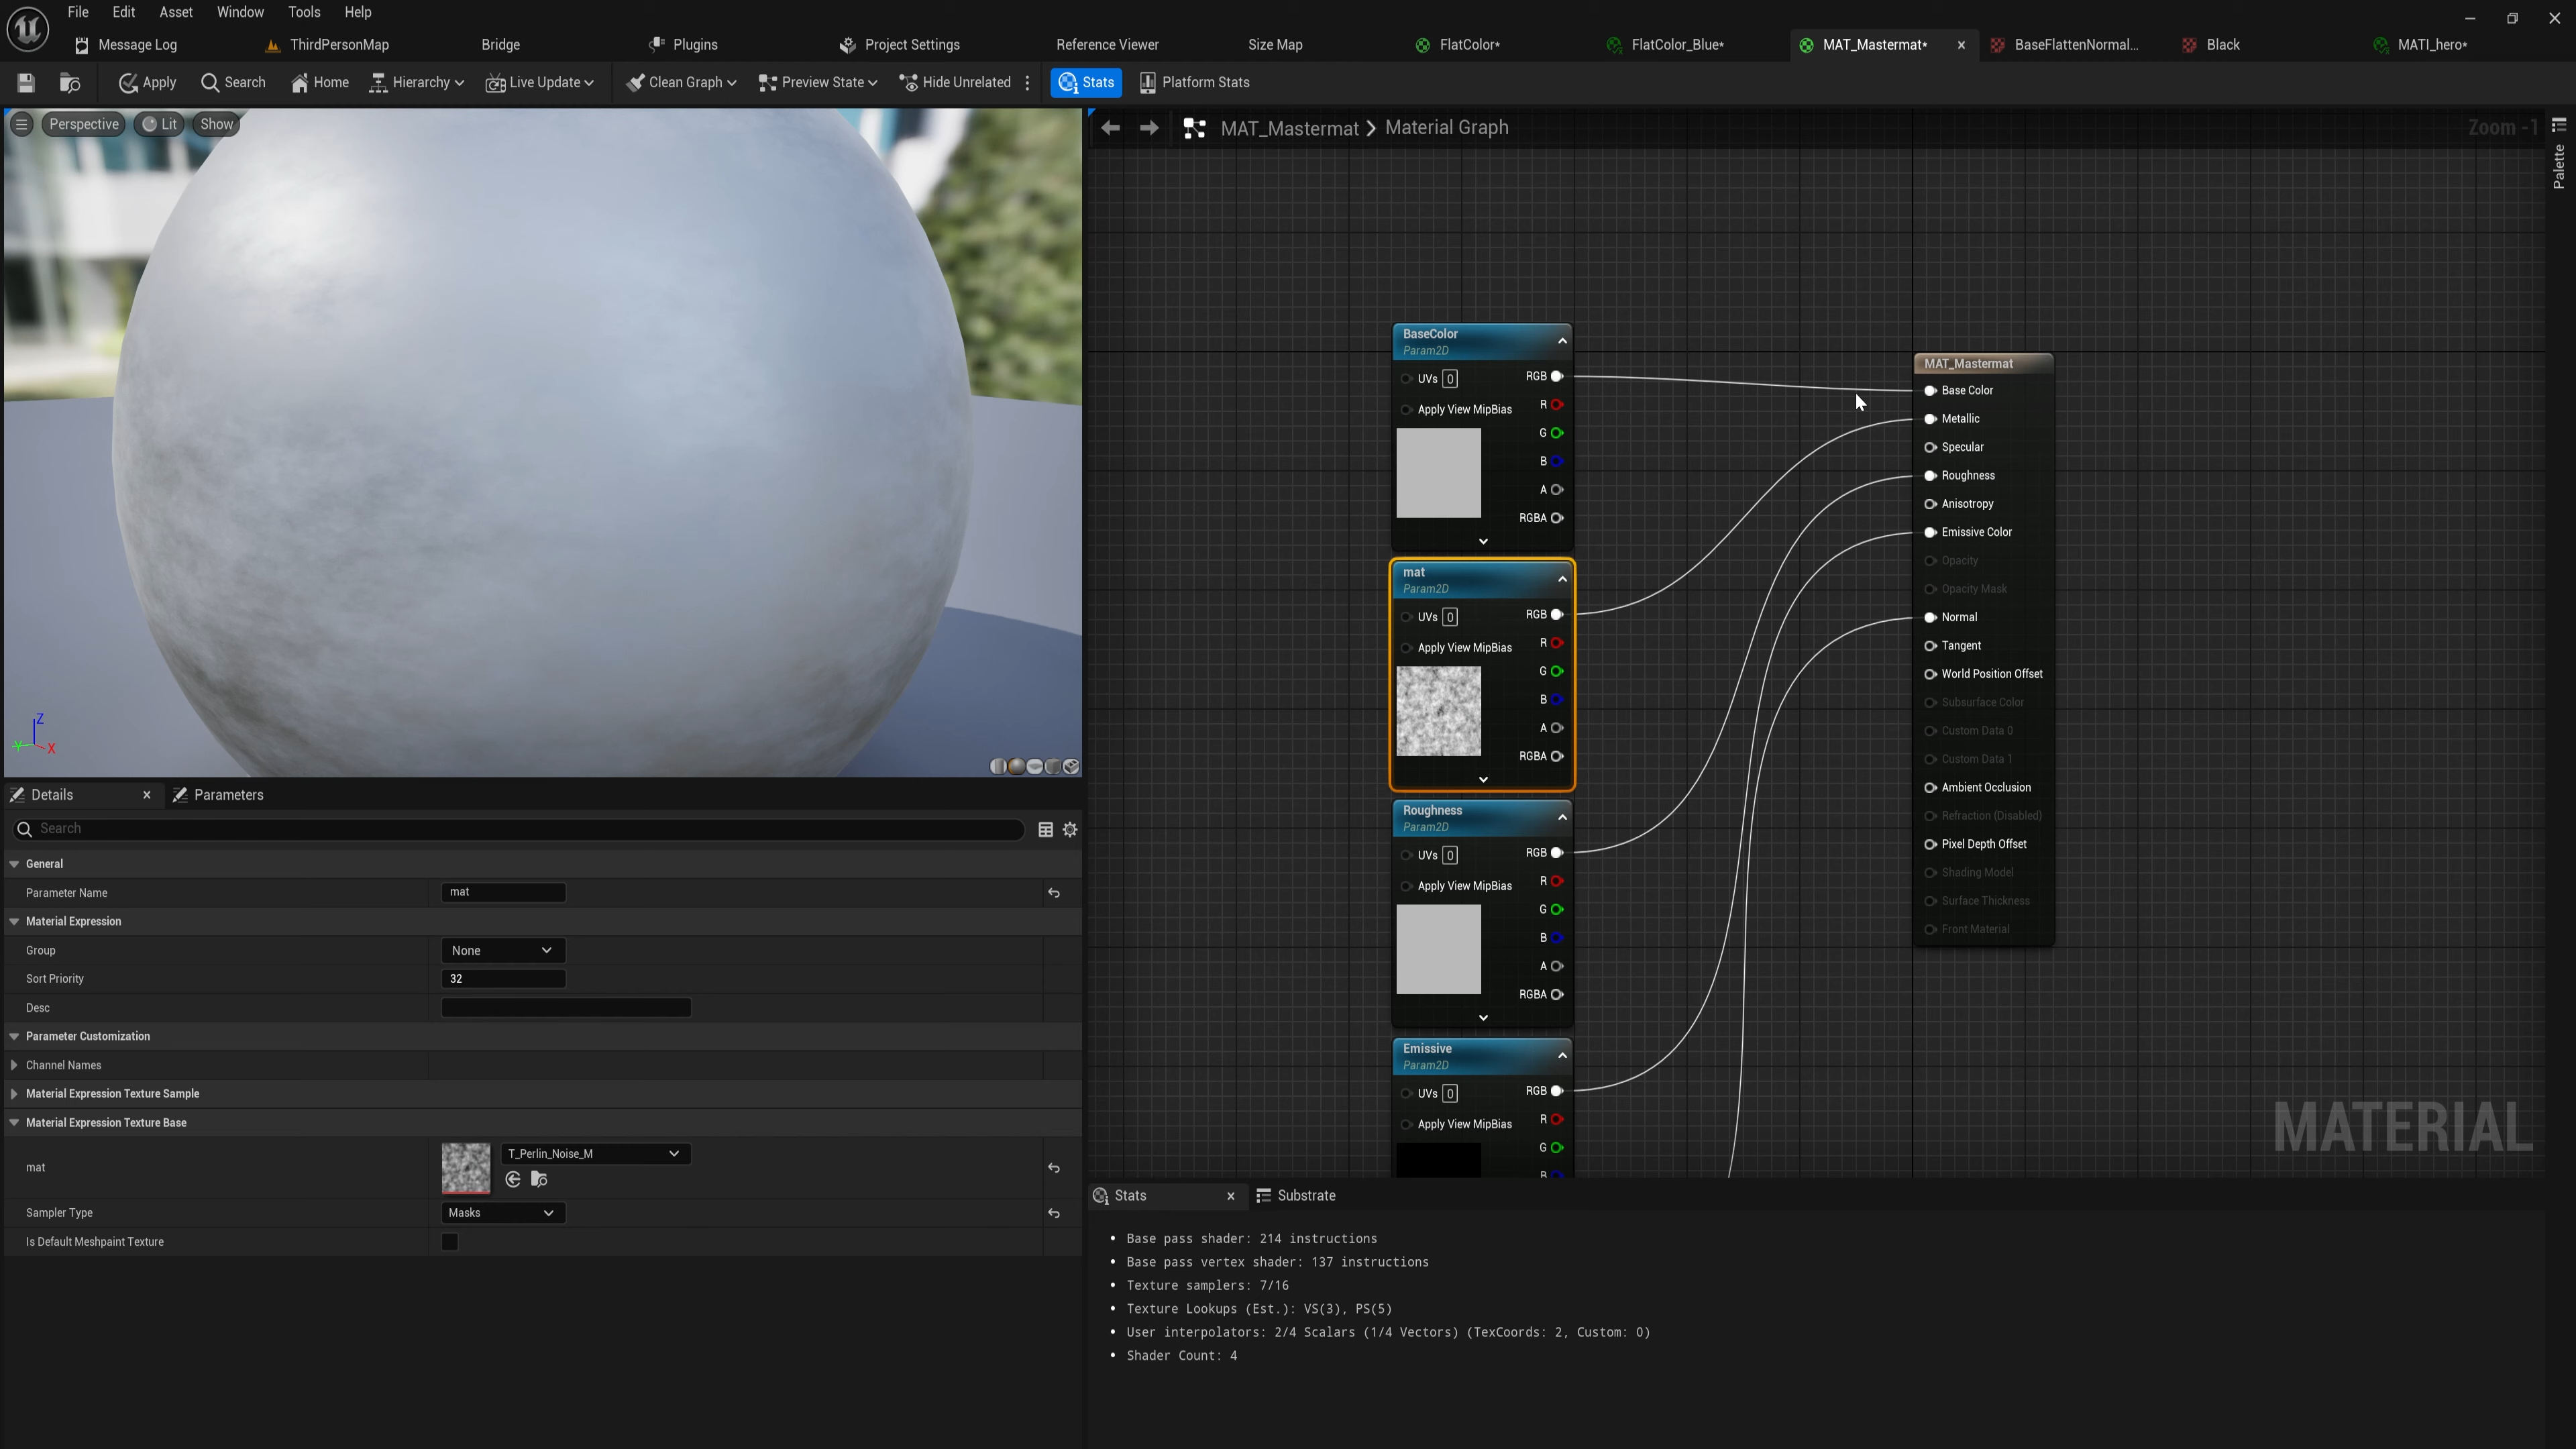 File Edit Asset Window Tools Help
Message Log ThirdPersonMap Bridge Plugins Project Settings Reference Viewer Size Map FlatColor* FlatColor_Blue* MAT_Mastermat* BaseFlattenNormal... Black MATI_hero*
Apply Search Home Hierarchy Live Update Clean Graph Preview State Hide Unrelated Stats Platform Stats
Perspective Lit Show
Z
Y
X
MAT_Mastermat > Material Graph
Zoom -1
Palette
BaseColor
Param2D
UVs 0 RGB
R
Apply View MipBias
G
B
A
RGBA
mat
Param2D
UVs 0 RGB
R
Apply View MipBias
G
B
A
RGBA
Roughness
Param2D
UVs 0 RGB
R
Apply View MipBias
G
B
A
RGBA
Emissive
Param2D
UVs 0 RGB
R
Apply View MipBias
G
B
MAT_Mastermat
Base Color
Metallic
Specular
Roughness
Anisotropy
Emissive Color
Opacity
Opacity Mask
Normal
Tangent
World Position Offset
Subsurface Color
Custom Data 0
Custom Data 1
Ambient Occlusion
Refraction (Disabled)
Pixel Depth Offset
Shading Model
Surface Thickness
Front Material
MATERIAL
Details Parameters
Search
General
Parameter Name mat
Material Expression
Group None
Sort Priority 32
Desc
Parameter Customization
Channel Names
Material Expression Texture Sample
Material Expression Texture Base
mat T_Perlin_Noise_M
Sampler Type Masks
Is Default Meshpaint Texture
Stats Substrate
• Base pass shader: 214 instructions
• Base pass vertex shader: 137 instructions
• Texture samplers: 7/16
• Texture Lookups (Est.): VS(3), PS(5)
• User interpolators: 2/4 Scalars (1/4 Vectors) (TexCoords: 2, Custom: 0)
• Shader Count: 4